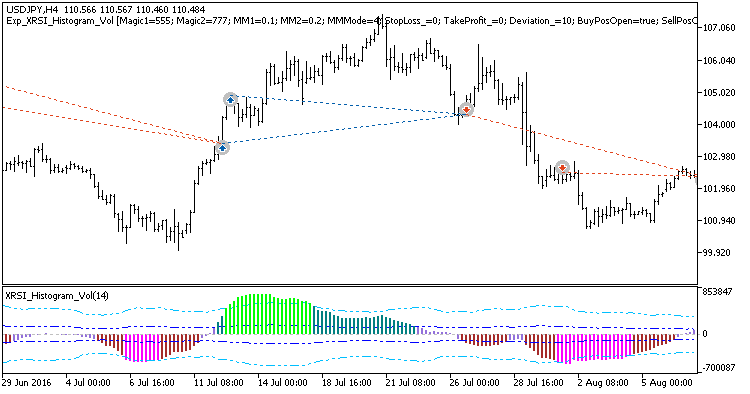 USDJPY,H4 110.566 110.567 110.460 110.484
Exp_XRSI_Histogram_Vol [Magic1=555; Magic2=777; MM1=0.1; MM2=0.2; MMMode=4; StopLoss_=0; TakeProfit_=0; Deviation_=10; BuyPosOpen=true; SellPosO
107.060
106.040
105.020
104.000
102.980
101.960
100.940
99.920
XRSI_Histogram_Vol(14)
853847
0
-700087
29 Jun 2016 4 Jul 00:00 6 Jul 16:00 11 Jul 08:00 14 Jul 00:00 18 Jul 16:00 21 Jul 08:00 26 Jul 00:00 28 Jul 16:00 2 Aug 08:00 5 Aug 00:00